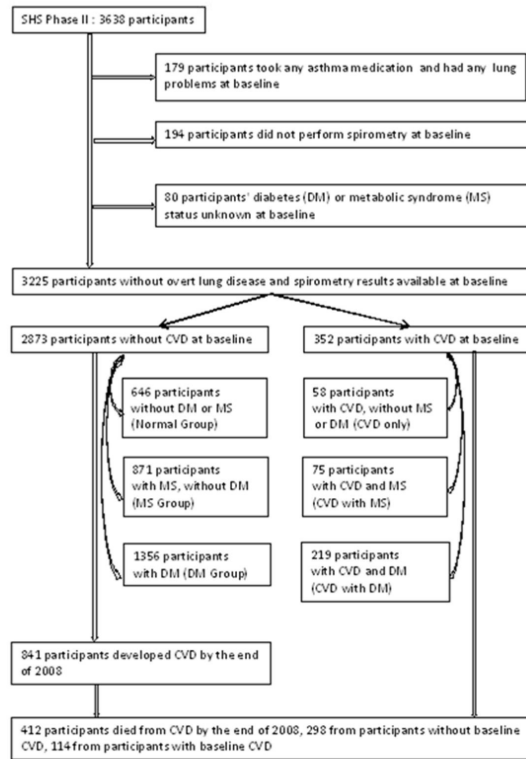 SHS Phase II : 3638 participants
179 participants took any asthma medication and had any lung
problems at baseline
194 participants did not perform spirometry at baseline
80 participants' diabetes (DM) or metabolic syndrome (MS)
status unknown at baseline
3225 participants without overt lung disease and spirometry results available at baseline
2873 participants without CVD at baseline
352 participants with CVD at baseline
646 participants
without DM or MS
(Normal Group)
58 participants
with CVD, without MS
or DM (CVD only)
871 participants
with MS, without DM
(MS Group)
75 participants
with CVD and MS
(CVD with MS)
1356 participants
with DM (DM Group)
219 participants
with CVD and DM
(CVD with DM)
841 participants developed CVD by the end
of 2008
412 participants died from CVD by the end of 2008, 298 from participants without baseline
CVD, 114 from participants with baseline CVD